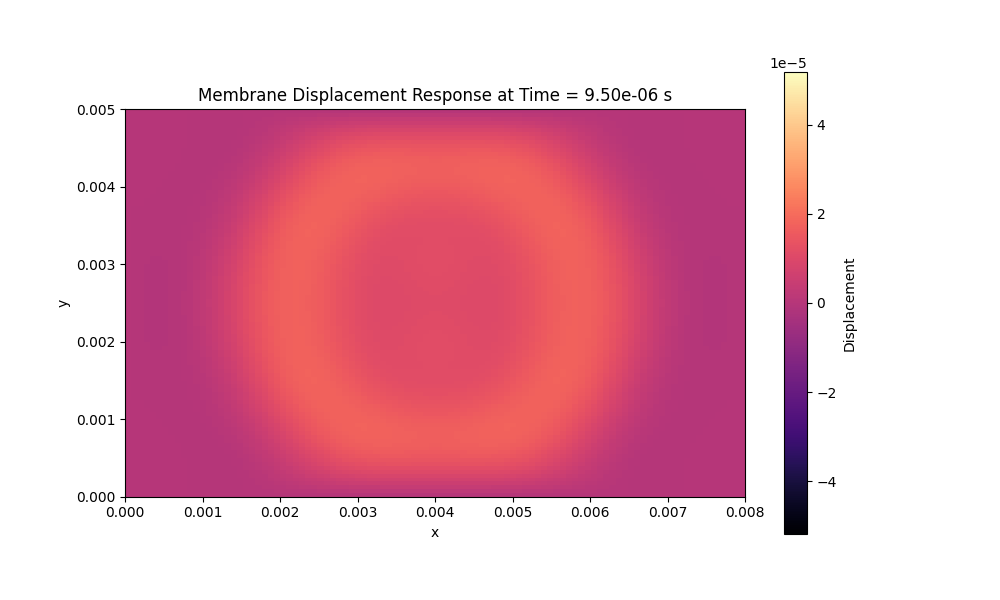 Membrane Displacement Response at Time = 9.50e-06 s
1e−5
0.005
0.004
0.003
0.002
0.001
0.000
y
0.000 0.001 0.002 0.003 0.004 0.005 0.006 0.007 0.008
x
4
2
0
−2
−4
Displacement